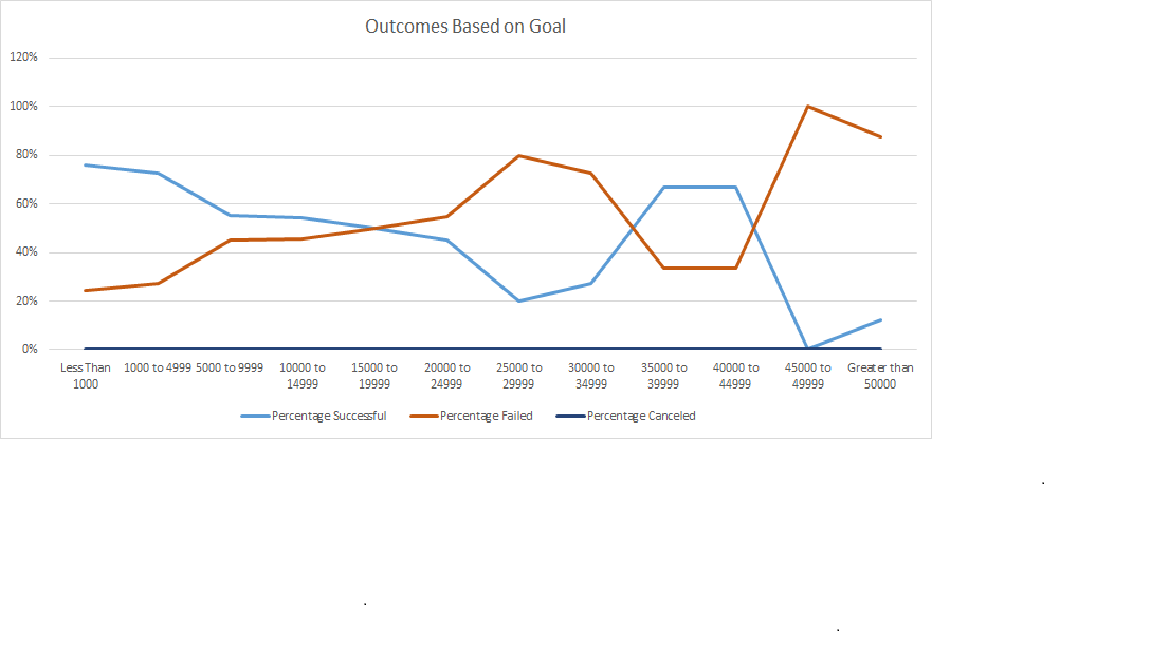 Outcomes Based on Goal
120%
100%
80%
60%
40%
20%
0%
Less Than 1000
1000 to 4999
5000 to 9999
10000 to 14999
15000 to 19999
20000 to 24999
25000 to 29999
30000 to 34999
35000 to 39999
40000 to 44999
45000 to 49999
Greater than 50000
Percentage Successful
Percentage Failed
Percentage Canceled